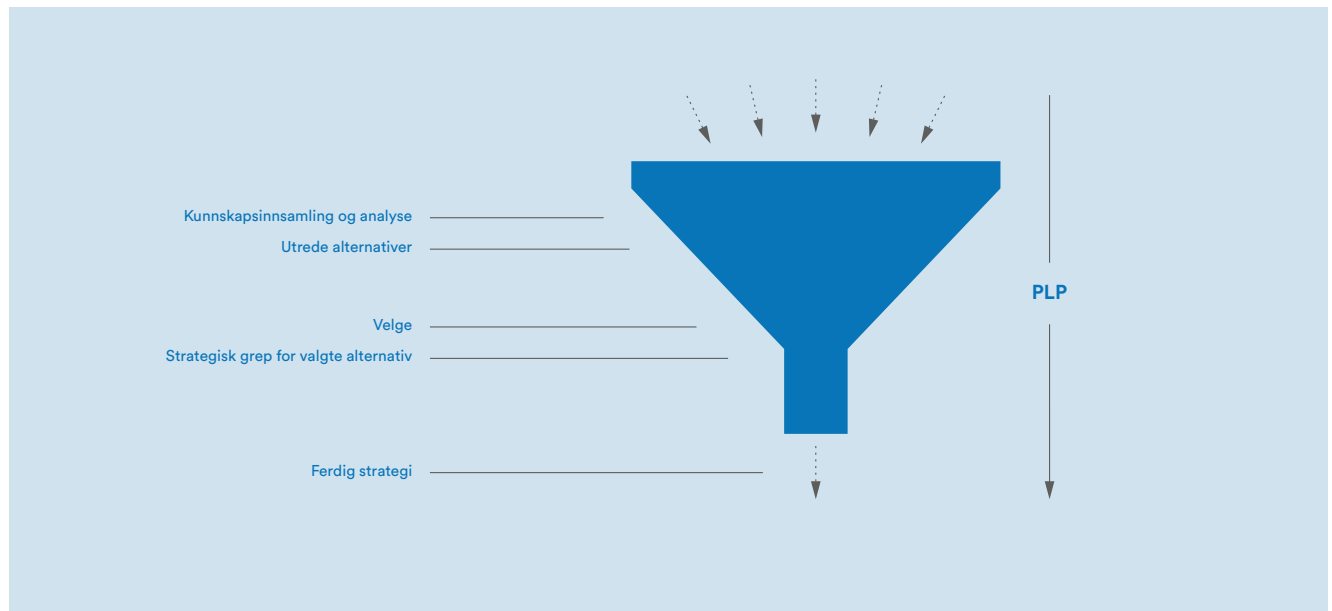 Kunnskapsinnsamling og analyse
Utrede alternativer
Velge
Strategisk grep for valgte alternativ
Ferdig strategi
PLP